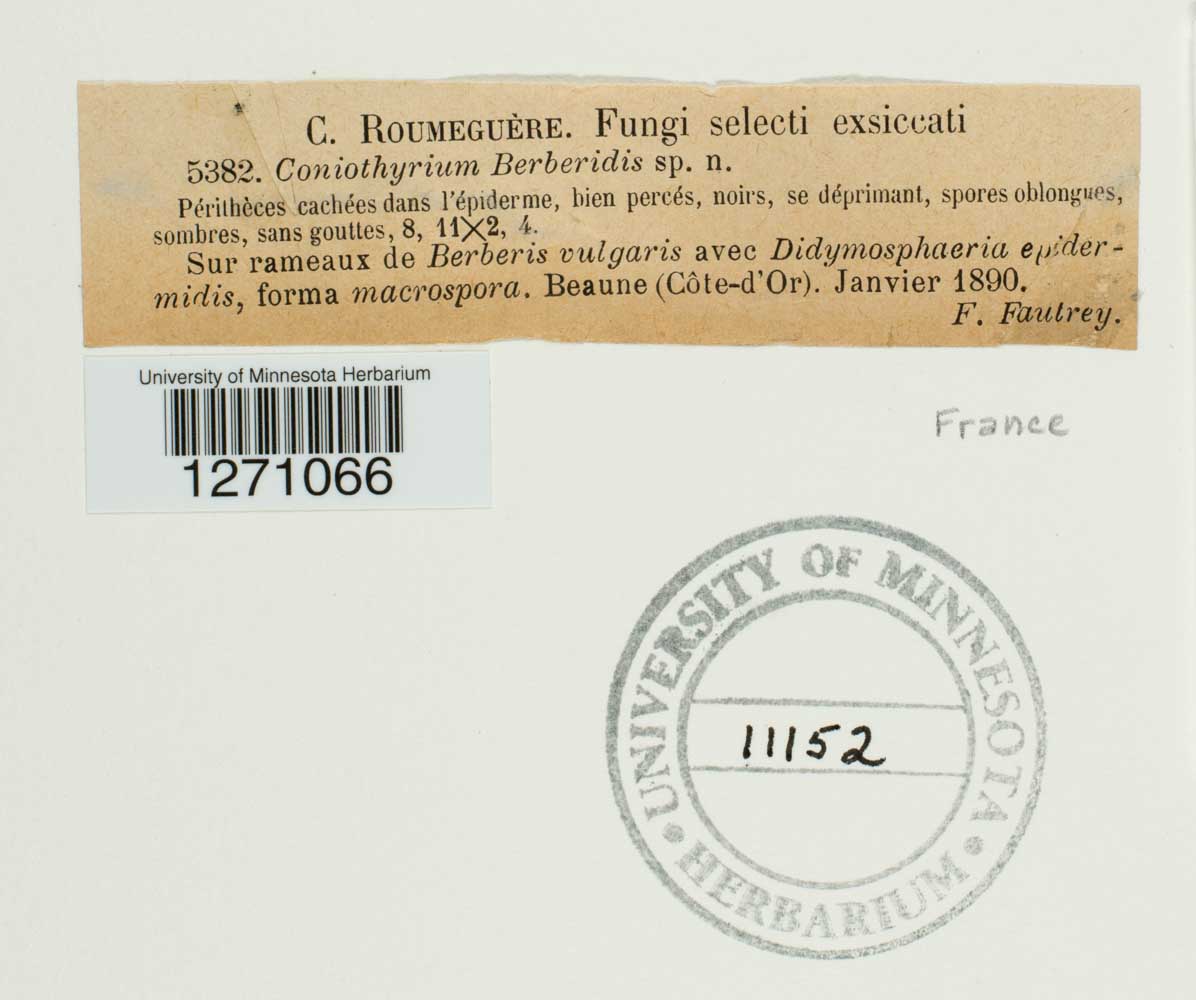 C. ROUMEGUÈRE. Fungi selecti exsiccati
5382. Coniothyrium Berberidis sp. n.
Périthèces cachées dans l'épiderme, bien percés, noirs, se déprimant, spores oblongues,
sombres, sans gouttes, 8, 11×2, 4.
Sur rameaux de Berberis vulgaris avec Didymosphaeria epider-
midis, forma macrospora. Beaune (Côte-d'Or). Janvier 1890.
F. Fautrey.
University of Minnesota Herbarium
1271066
France
UNIVERSITY OF MINNESOTA
11152
HERBARIUM